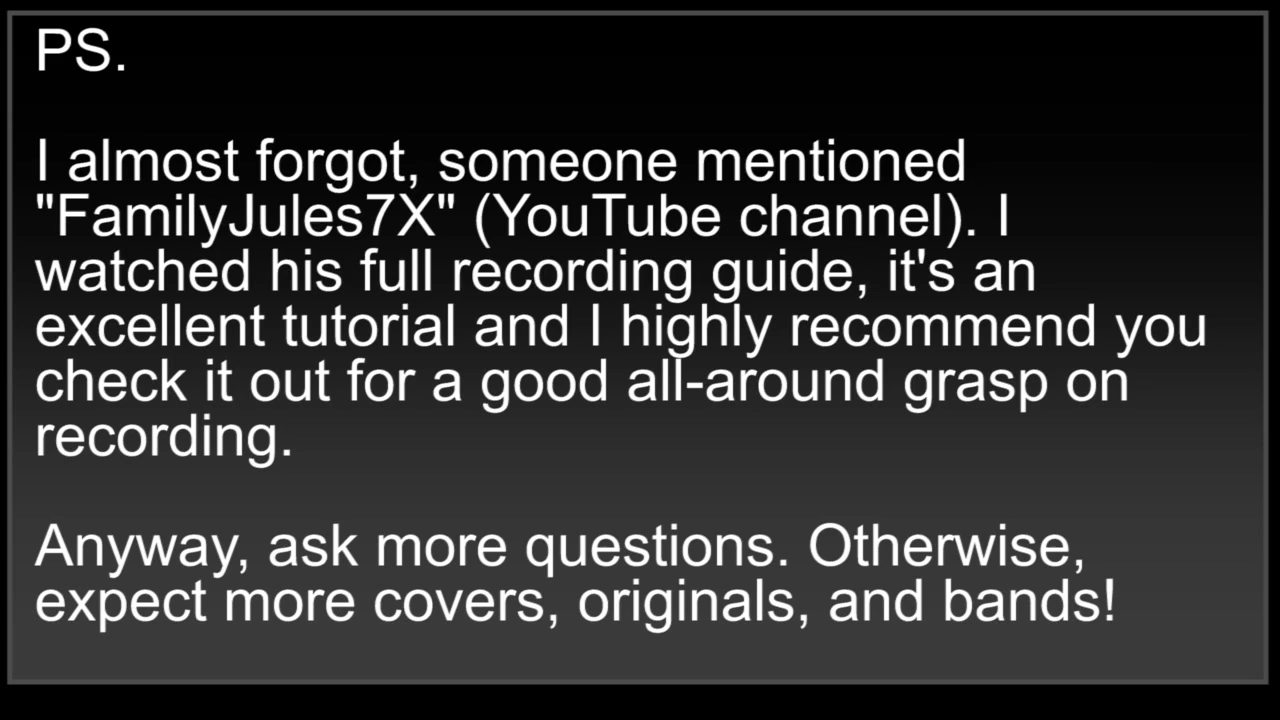 PS.
I almost forgot, someone mentioned
"FamilyJules7X" (YouTube channel). I
watched his full recording guide, it's an
excellent tutorial and I highly recommend you
check it out for a good all-around grasp on
recording.
Anyway, ask more questions. Otherwise,
expect more covers, originals, and bands!